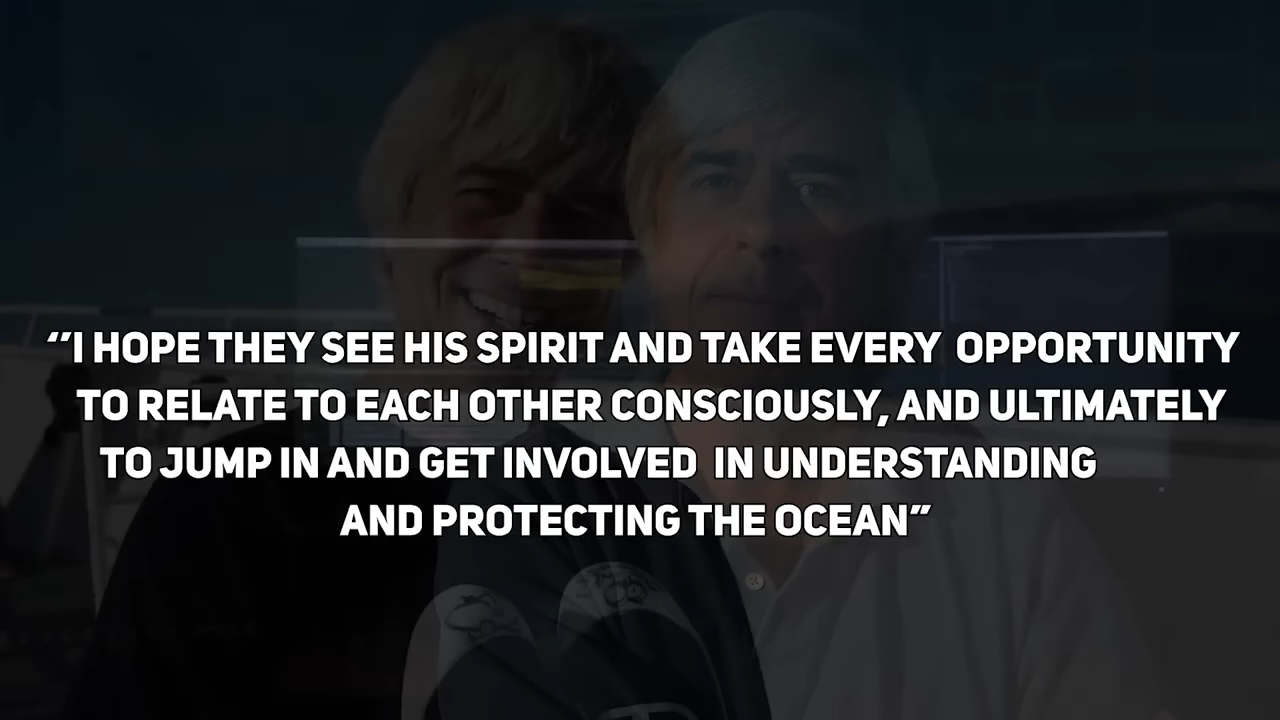 ‘’I HOPE THEY SEE HIS SPIRIT AND TAKE EVERY OPPORTUNITY
TO RELATE TO EACH OTHER CONSCIOUSLY, AND ULTIMATELY
TO JUMP IN AND GET INVOLVED IN UNDERSTANDING
AND PROTECTING THE OCEAN”